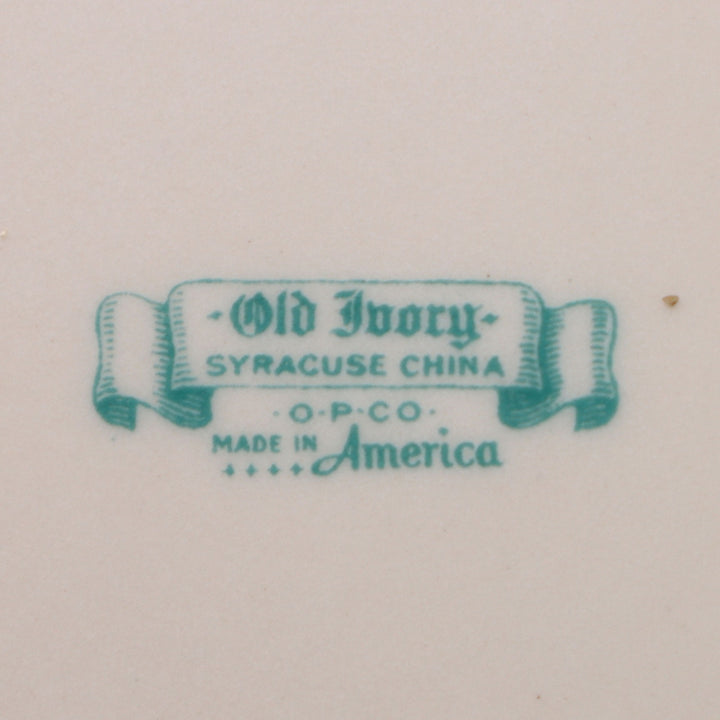 ·Old Ivory·
SYRACUSE CHINA
·O·P·CO·
MADE IN America